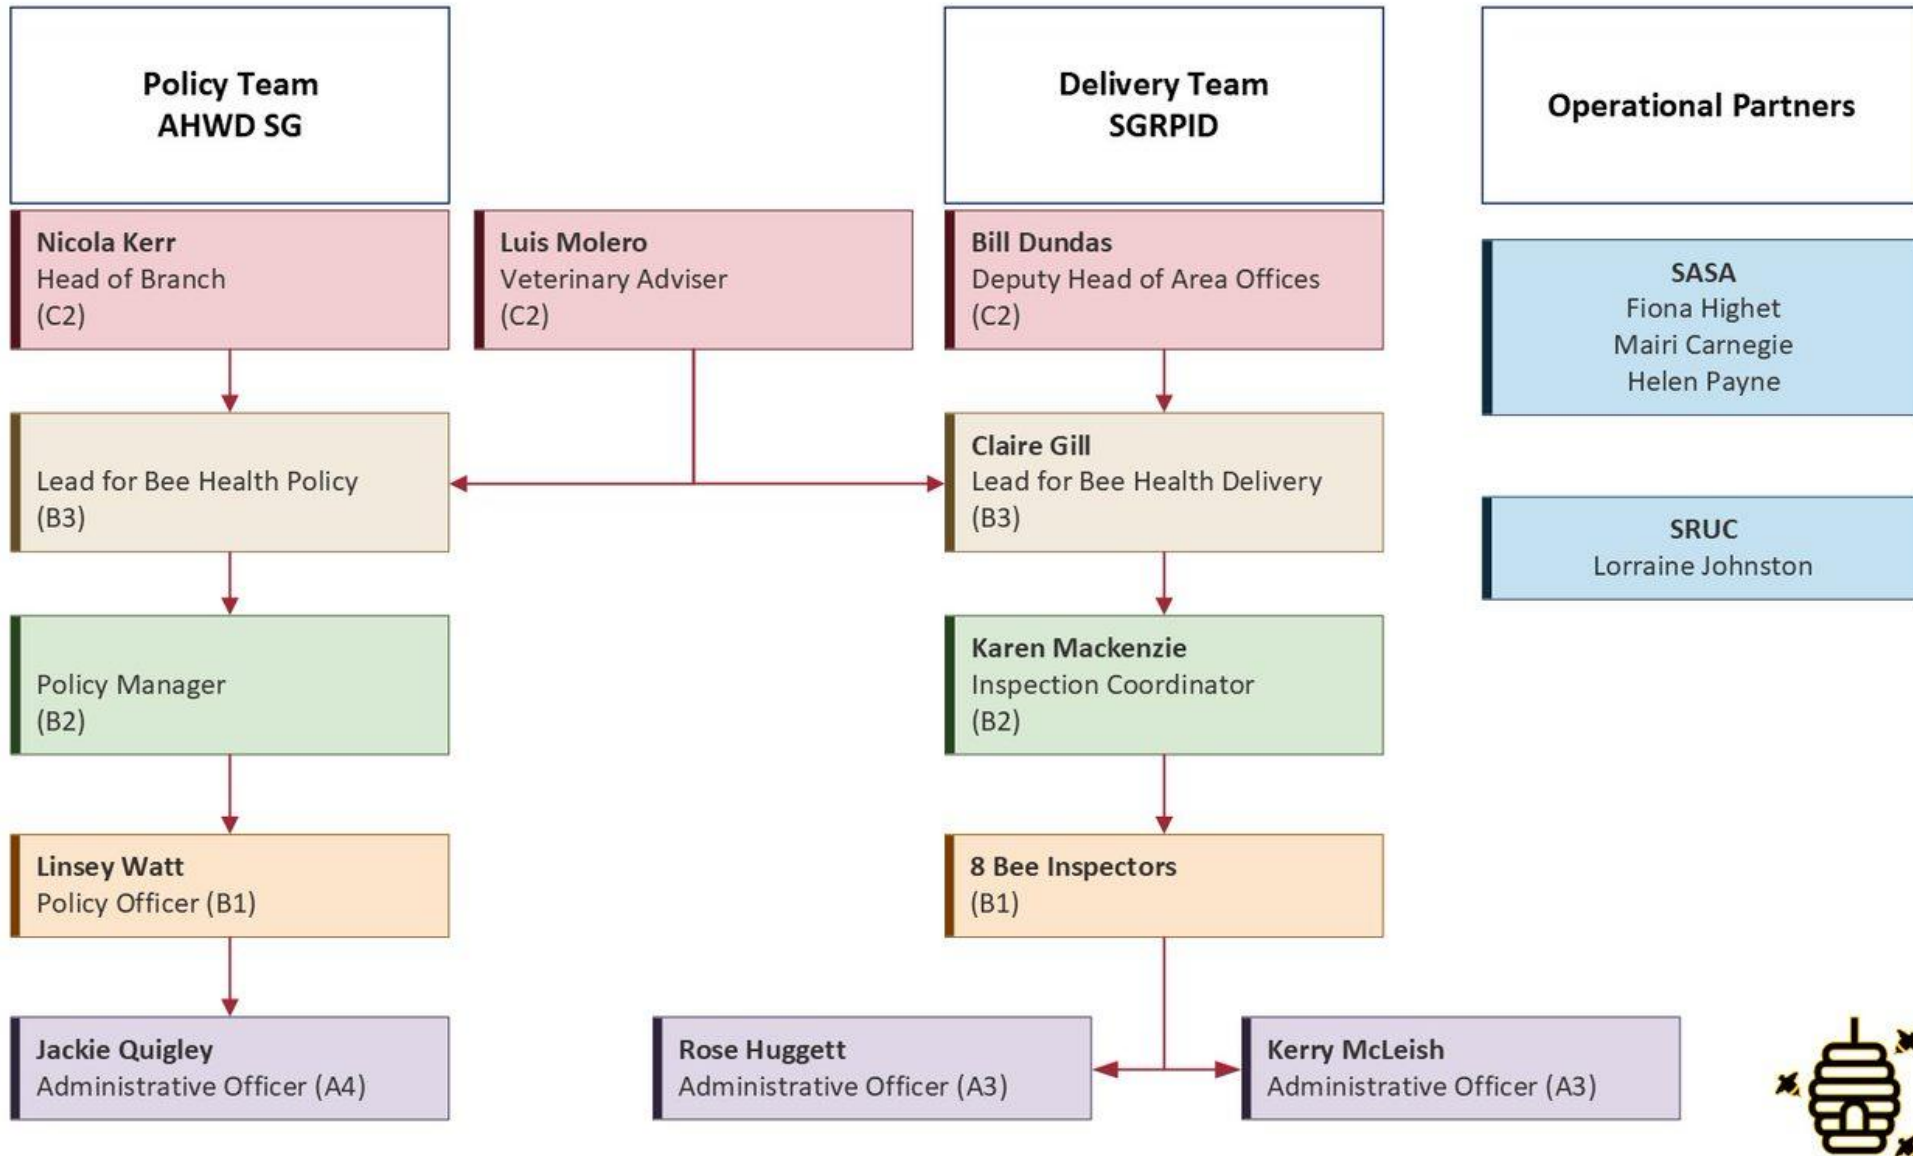 Policy Team
AHWD SG
Delivery Team
SGRPID
Operational Partners
Nicola Kerr
Head of Branch
(C2)
Luis Molero
Veterinary Adviser
(C2)
Bill Dundas
Deputy Head of Area Offices
(C2)
SASA
Fiona Highet
Mairi Carnegie
Helen Payne
Lead for Bee Health Policy
(B3)
Claire Gill
Lead for Bee Health Delivery
(B3)
SRUC
Lorraine Johnston
Policy Manager
(B2)
Karen Mackenzie
Inspection Coordinator
(B2)
Linsey Watt
Policy Officer (B1)
8 Bee Inspectors
(B1)
Jackie Quigley
Administrative Officer (A4)
Rose Huggett
Administrative Officer (A3)
Kerry McLeish
Administrative Officer (A3)